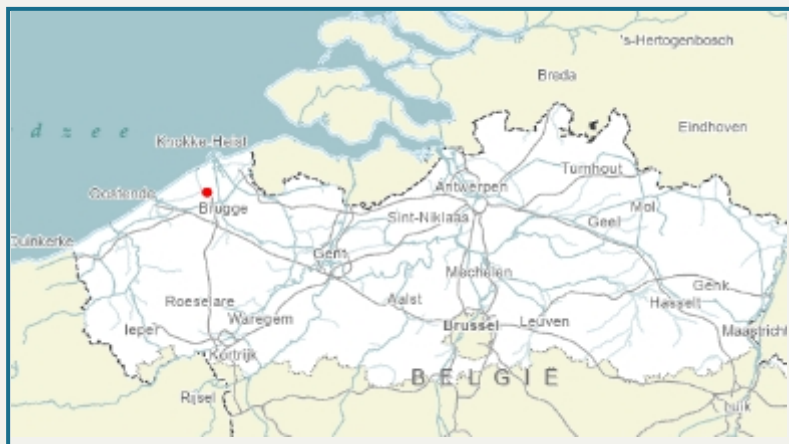 's-Hertogenbosch
Breda
d z e e
Eindhoven
Knokke-Heist
Turnhout
Antwerpen
Oostende
Mol
Brugge
Sint-Niklaas
Geel
Duinkerke
Gent
Mechelen
Genk
Roeselare
Aalst
Hasselt
Waregem
Ieper
Brussel
Leuven
Maastricht
Kortrijk
BELGIË
Rijsel
Luik